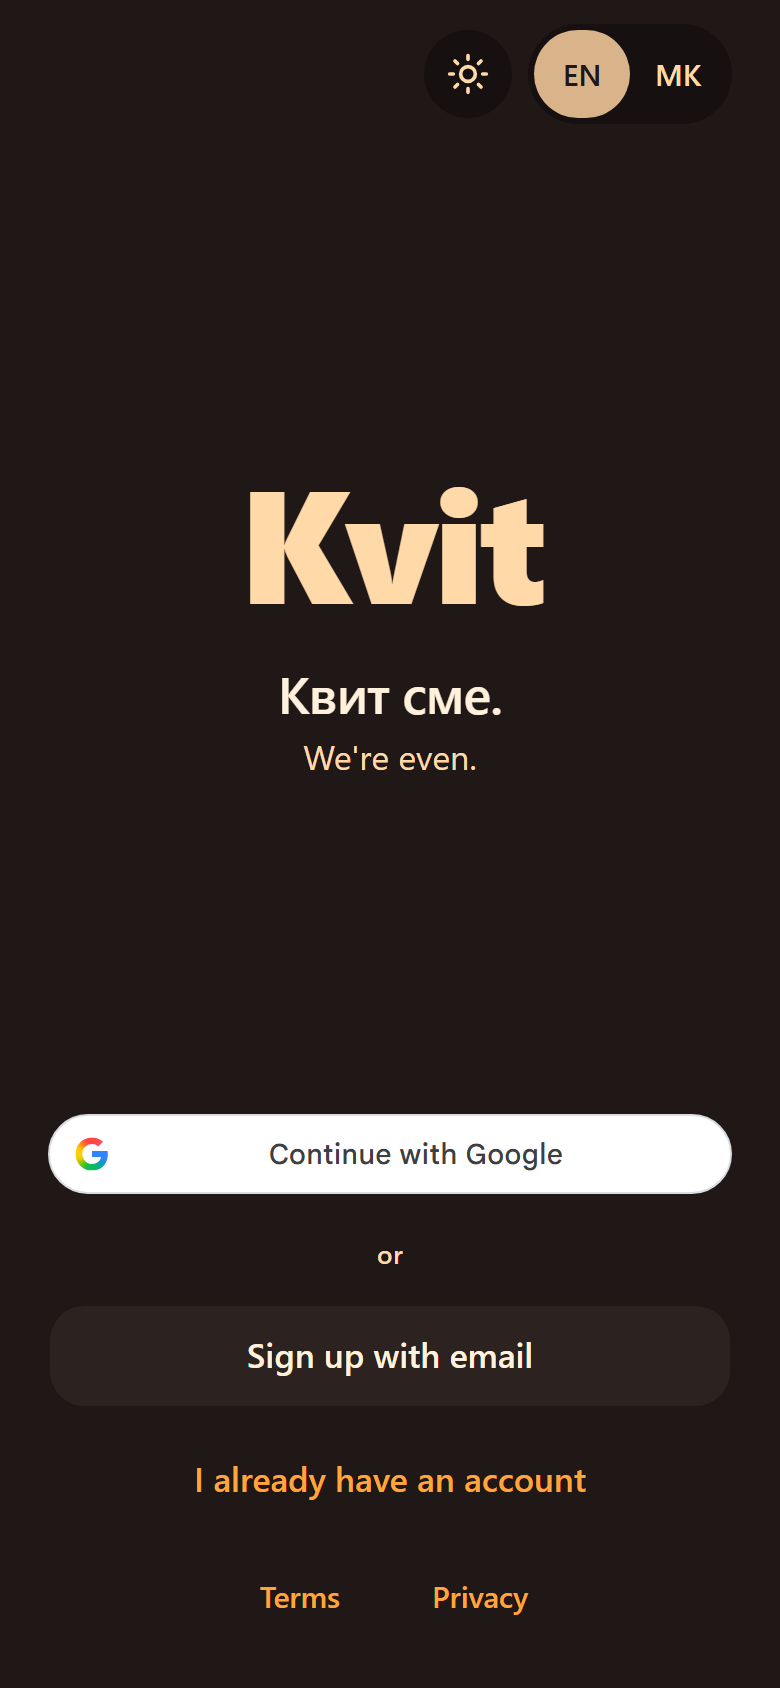 EN MK
Kvit
Квит сме.
We're even.
Continue with Google
or
Sign up with email
I already have an account
Terms Privacy